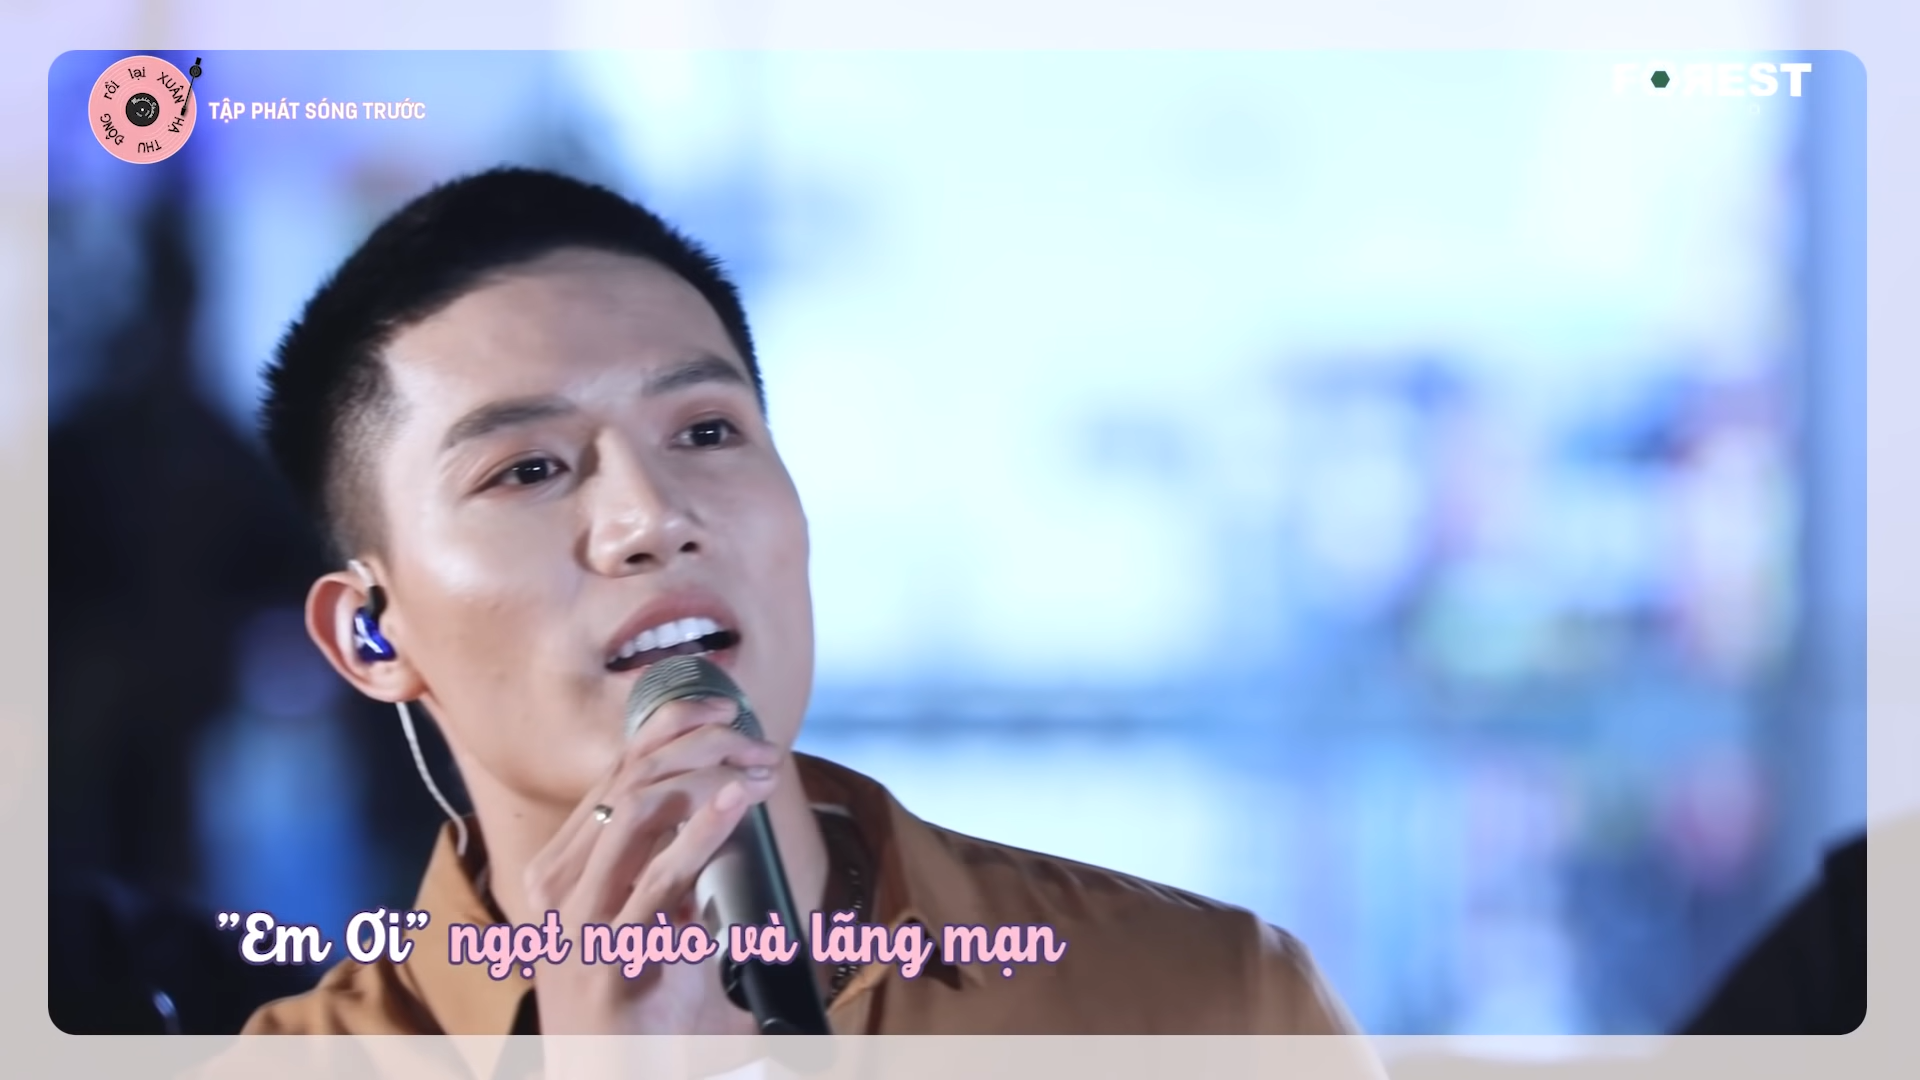 rồi lại XUÂN HẠ THU ĐÔNG
TẬP PHÁT SÓNG TRƯỚC
FOREST
"Em Ơi" ngọt ngào và lãng mạn